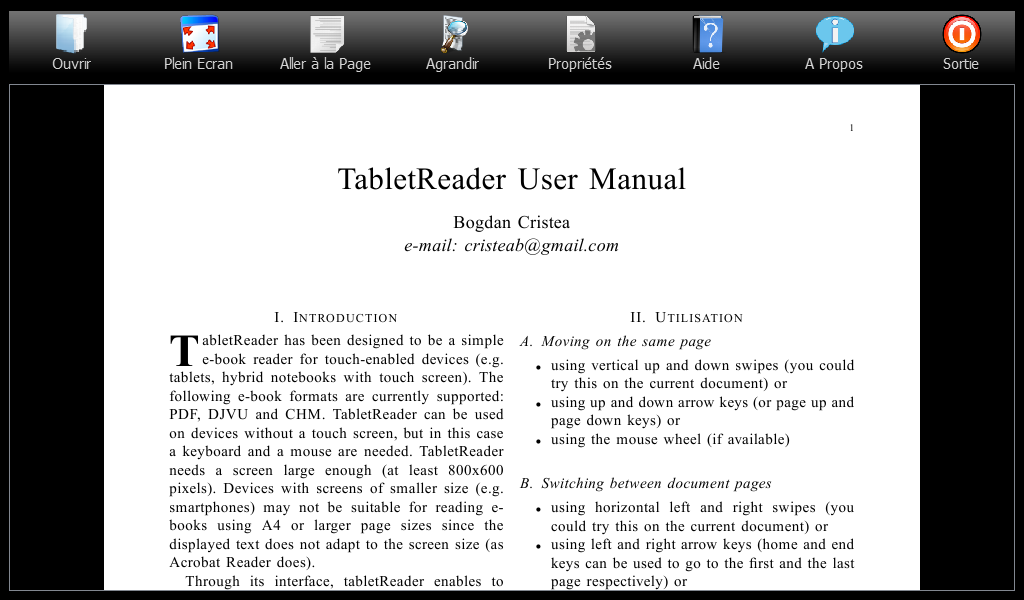 Ouvrir
Plein Ecran
Aller à la Page
Agrandir
Propriétés
Aide
A Propos
Sortie
1
TabletReader User Manual
Bogdan Cristea
e-mail: cristeab@gmail.com
I. Introduction
TabletReader has been designed to be a simple
e-book reader for touch-enabled devices (e.g.
tablets, hybrid notebooks with touch screen). The
following e-book formats are currently supported:
PDF, DJVU and CHM. TabletReader can be used
on devices without a touch screen, but in this case
a keyboard and a mouse are needed. TabletReader
needs a screen large enough (at least 800x600
pixels). Devices with screens of smaller size (e.g.
smartphones) may not be suitable for reading e-
books using A4 or larger page sizes since the
displayed text does not adapt to the screen size (as
Acrobat Reader does).
Through its interface, tabletReader enables to
II. Utilisation
A. Moving on the same page
• using vertical up and down swipes (you could
try this on the current document) or
• using up and down arrow keys (or page up and
page down keys) or
• using the mouse wheel (if available)
B. Switching between document pages
• using horizontal left and right swipes (you
could try this on the current document) or
• using left and right arrow keys (home and end
keys can be used to go to the first and the last
page respectively) or